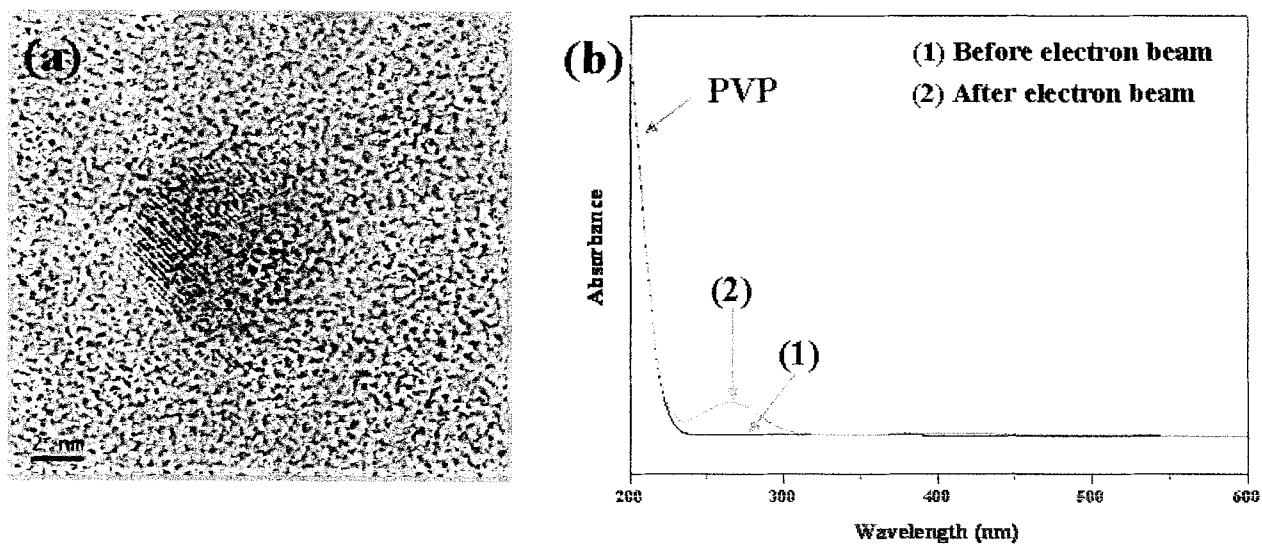 (a)
2 nm
(b)
(1) Before electron beam
(2) After electron beam
PVP
(2)
(1)
Absorbance
200 300 400 500 600
Wavelength (nm)